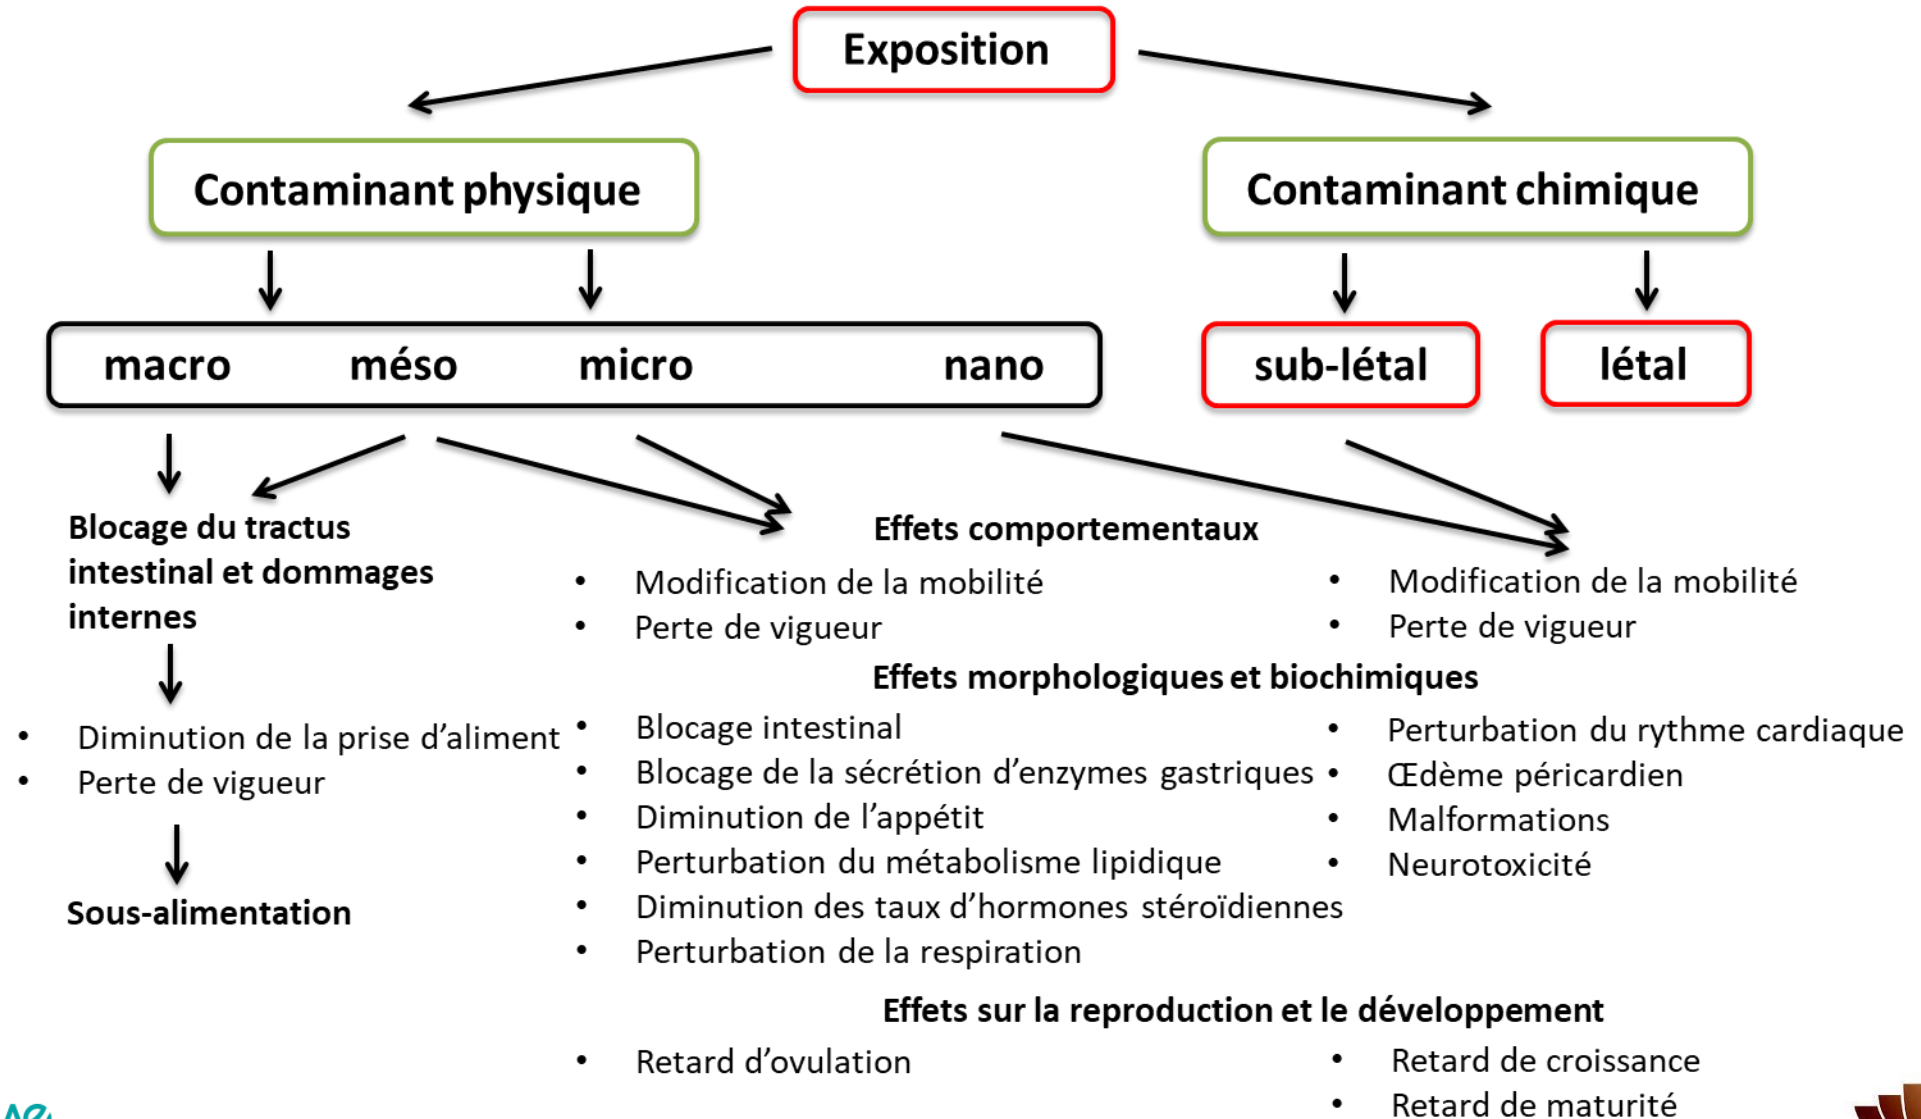 Exposition
Contaminant physique
Contaminant chimique
macro méso micro nano
sub-létal
létal
Blocage du tractus
intestinal et dommages
internes
• Diminution de la prise d’aliment
• Perte de vigueur
Sous-alimentation
Effets comportementaux
• Modification de la mobilité
• Perte de vigueur
• Modification de la mobilité
• Perte de vigueur
Effets morphologiques et biochimiques
• Blocage intestinal
• Blocage de la sécrétion d’enzymes gastriques
• Diminution de l’appétit
• Perturbation du métabolisme lipidique
• Diminution des taux d’hormones stéroïdiennes
• Perturbation de la respiration
• Perturbation du rythme cardiaque
• Œdème péricardien
• Malformations
• Neurotoxicité
Effets sur la reproduction et le développement
• Retard d’ovulation
• Retard de croissance
• Retard de maturité